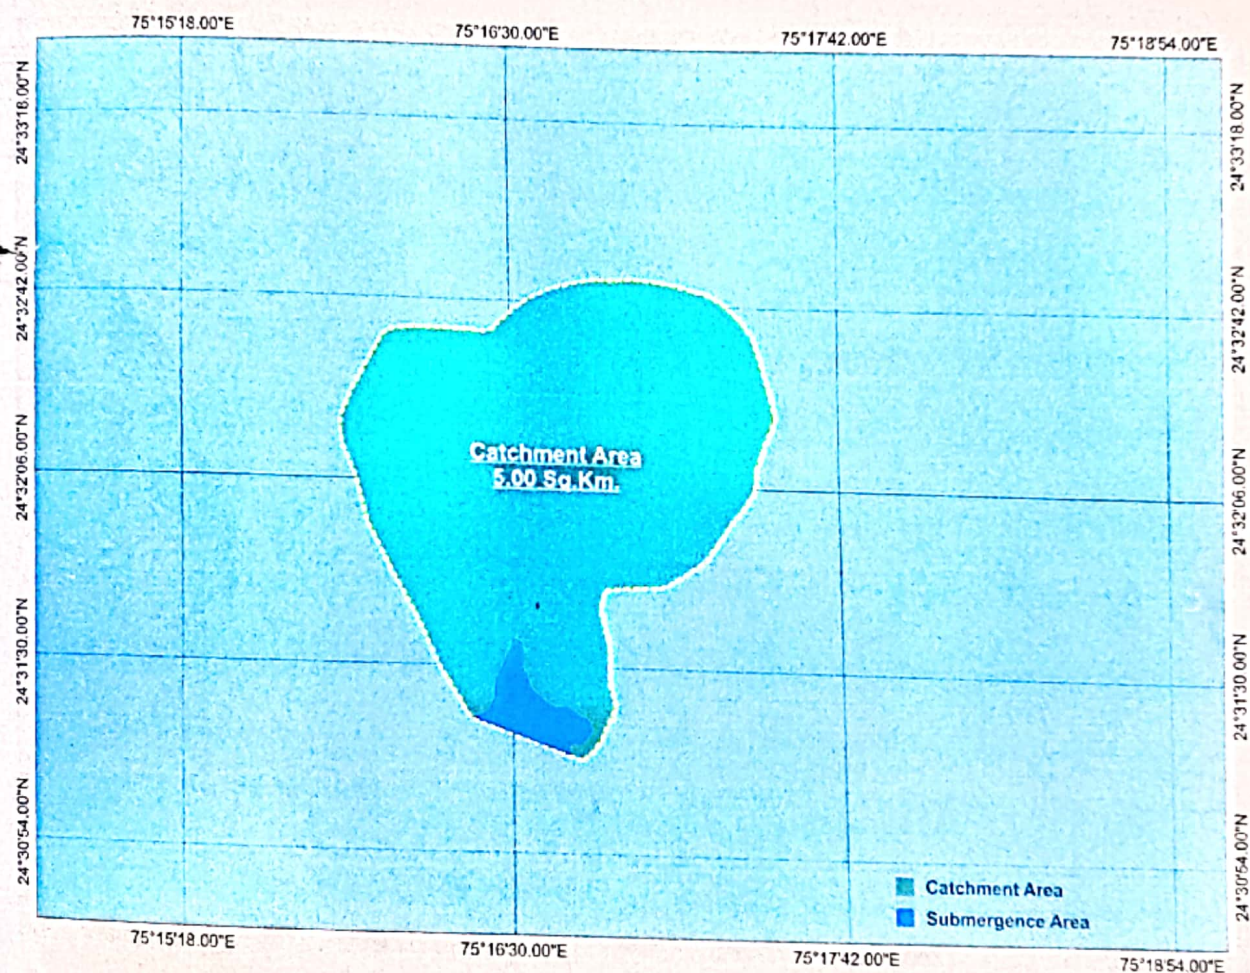 75°15'18.00"E
75°16'30.00"E
75°17'42.00"E
75°18'54.00"E
24°33'18.00"N
24°33'18.00"N
24°32'42.00"N
24°32'42.00"N
Catchment Area
5.00 Sq.Km.
24°32'06.00"N
24°32'06.00"N
24°31'30.00"N
24°31'30.00"N
24°30'54.00"N
24°30'54.00"N
Catchment Area
Submergence Area
75°15'18.00"E
75°16'30.00"E
75°17'42.00"E
75°18'54.00"E